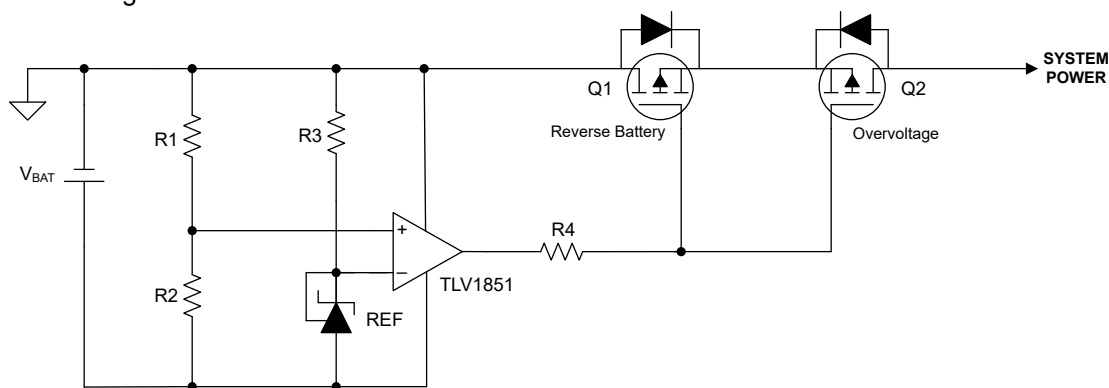 SYSTEM
POWER
Q1
Q2
Reverse Battery
Overvoltage
R1
R3
VBAT
R4
+
−
TLV1851
R2
REF